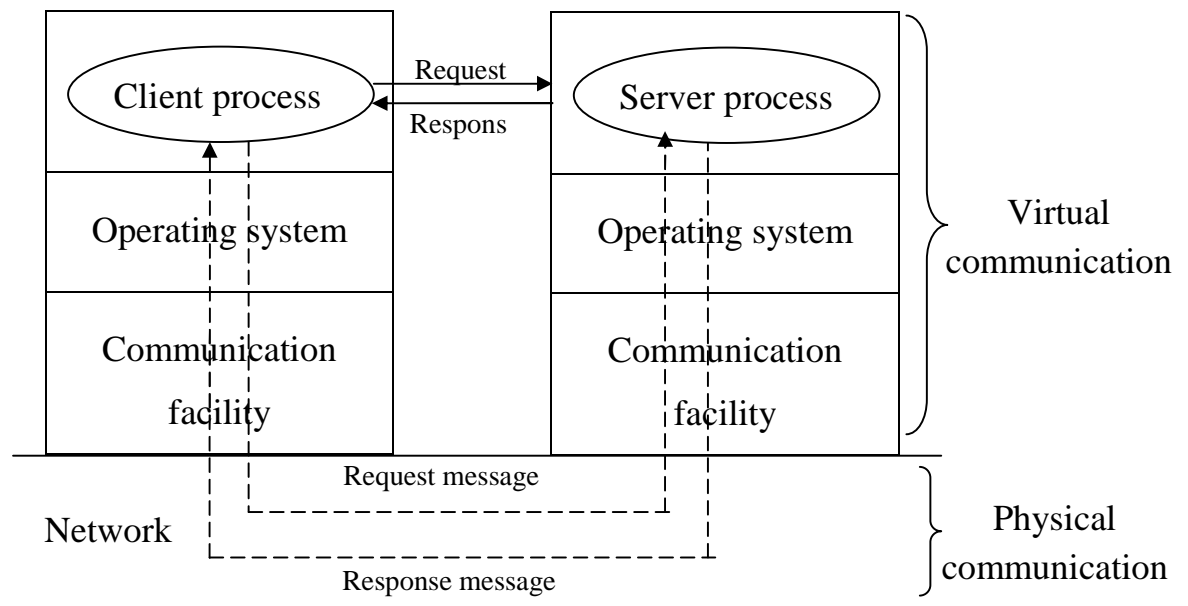 Request
Client process
Server process
Respons
Operating system
Operating system
Virtual
communication
Communication
facility
Communication
facility
Request message
Network
Physical
communication
Response message